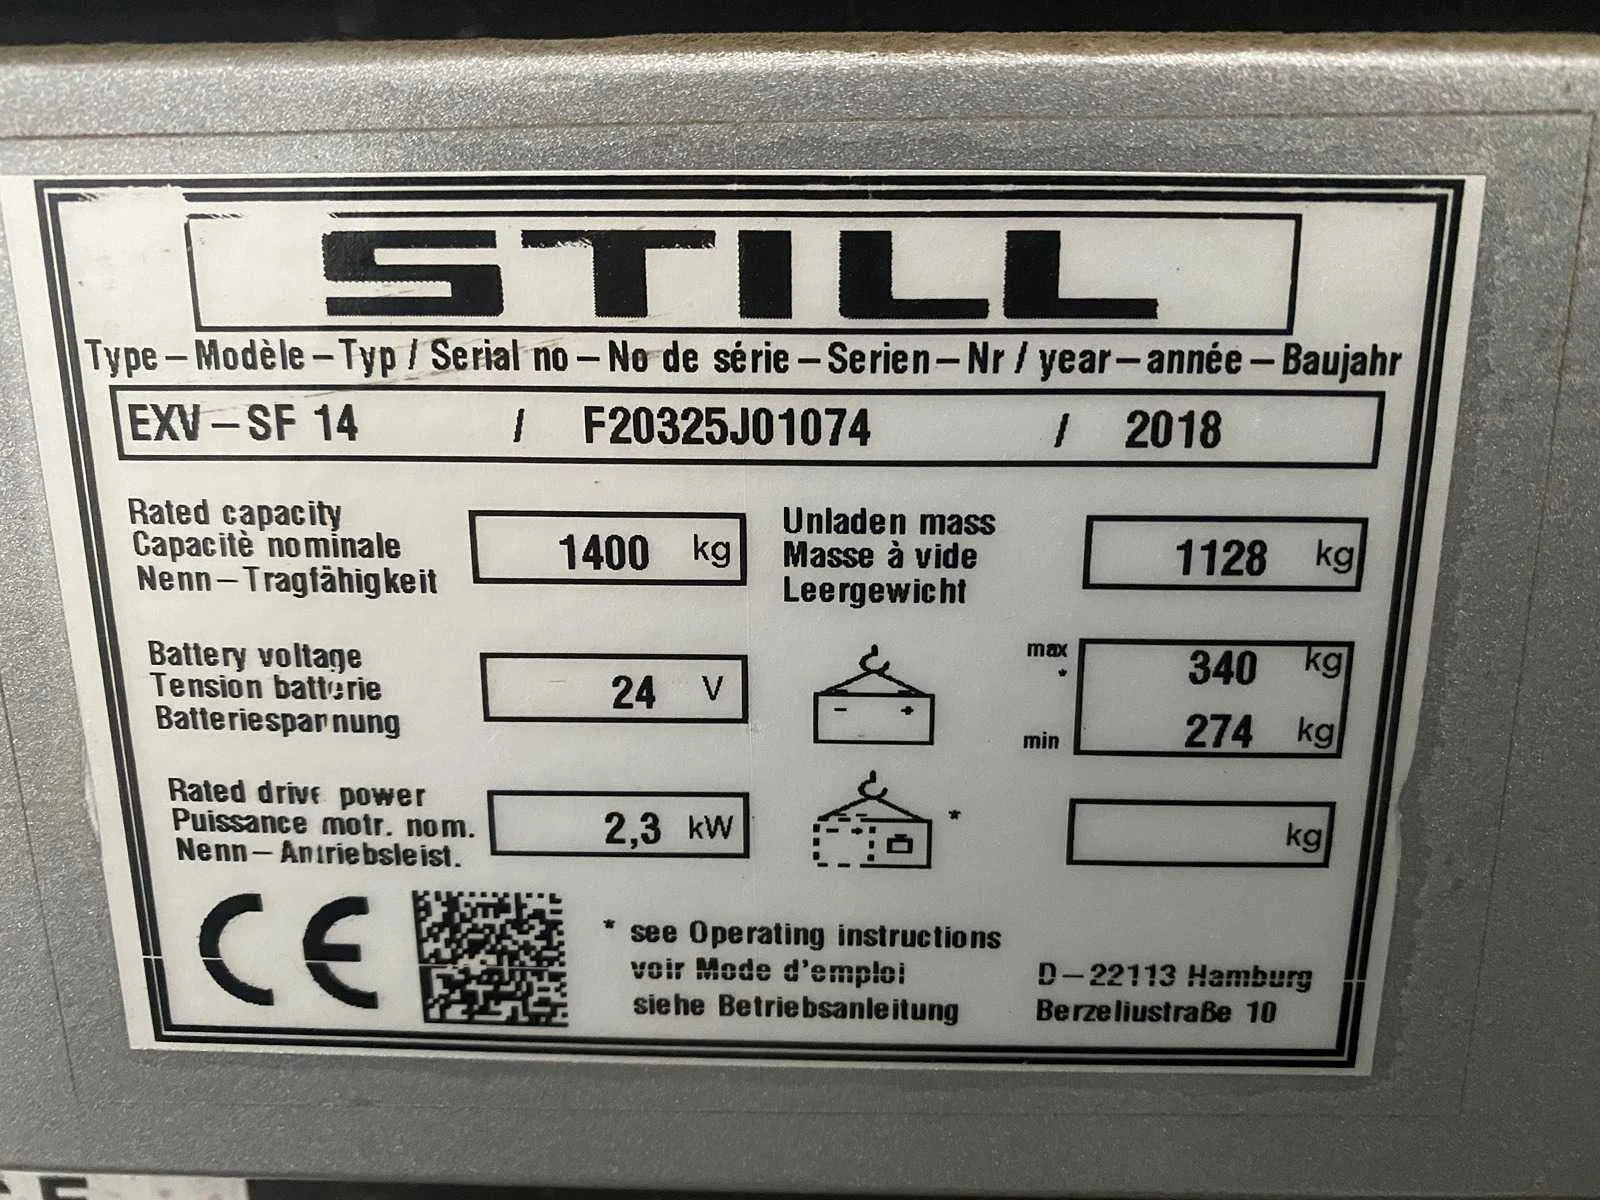 STILL
Type – Modèle – Typ / Serial no – No de série – Serien – Nr / year – année – Baujahr
EXV – SF 14 / F20325J01074 / 2018
Rated capacity
Capacitè nominale
Nenn – Tragfähigkeit
1400 kg
Unladen mass
Masse à vide
Leergewicht
1128 kg
Battery voltage
Tension batterie
Batteriespannung
24 V
max
*
340 kg
min
274 kg
Rated drive power
Puissance motr. nom.
Nenn – Antriebsleist.
2,3 kW
*
kg
CE
* see Operating instructions
voir Mode d'emploi
siehe Betriebsanleitung
D – 22113 Hamburg
Berzeliustraße 10